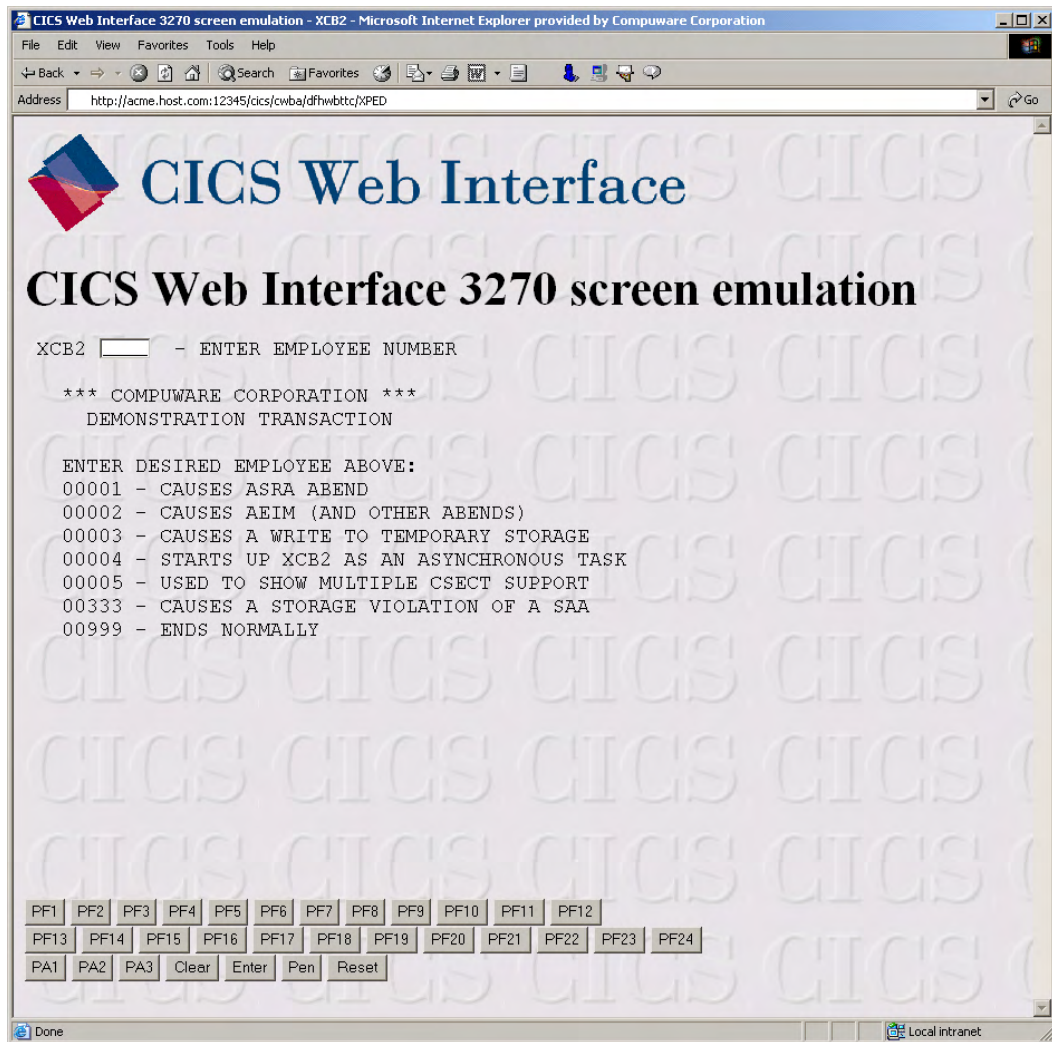 CICS Web Interface 3270 screen emulation - XCB2 - Microsoft Internet Explorer provided by Compuware Corporation
File Edit View Favorites Tools Help
Back Search Favorites
Address http://acme.host.com:12345/cics/cwba/dfhwbttc/XPED Go
CICS Web Interface
CICS Web Interface 3270 screen emulation
XCB2 - ENTER EMPLOYEE NUMBER
*** COMPUWARE CORPORATION ***
DEMONSTRATION TRANSACTION
ENTER DESIRED EMPLOYEE ABOVE:
00001 - CAUSES ASRA ABEND
00002 - CAUSES AEIM (AND OTHER ABENDS)
00003 - CAUSES A WRITE TO TEMPORARY STORAGE
00004 - STARTS UP XCB2 AS AN ASYNCHRONOUS TASK
00005 - USED TO SHOW MULTIPLE CSECT SUPPORT
00333 - CAUSES A STORAGE VIOLATION OF A SAA
00999 - ENDS NORMALLY
PF1 PF2 PF3 PF4 PF5 PF6 PF7 PF8 PF9 PF10 PF11 PF12
PF13 PF14 PF15 PF16 PF17 PF18 PF19 PF20 PF21 PF22 PF23 PF24
PA1 PA2 PA3 Clear Enter Pen Reset
Done Local intranet